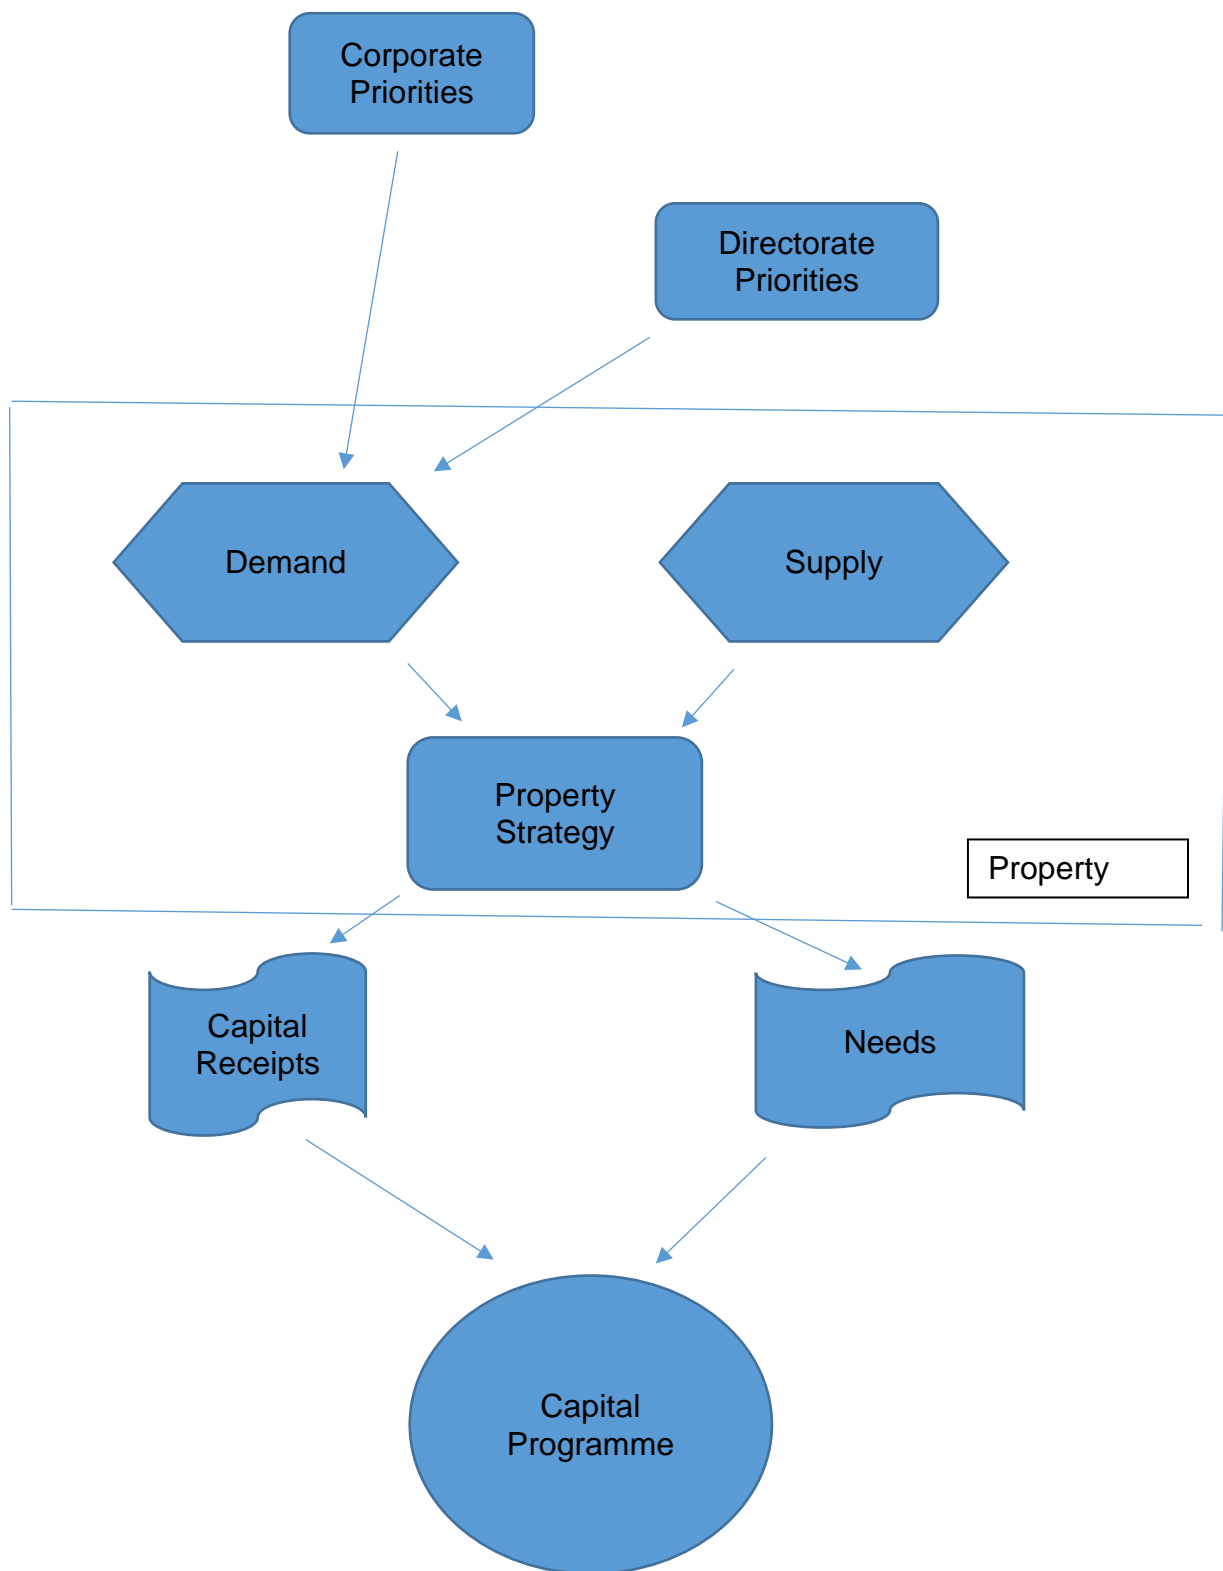 Corporate
Priorities
Directorate
Priorities
Demand
Supply
Property
Strategy
Property
Capital
Receipts
Needs
Capital
Programme